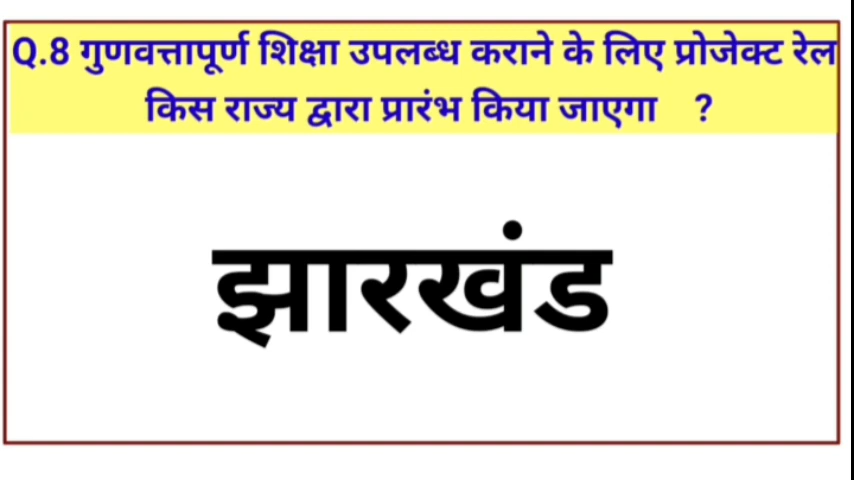 Q.8 गुणवत्तापूर्ण शिक्षा उपलब्ध कराने के लिए प्रोजेक्ट रेल
किस राज्य द्वारा प्रारंभ किया जाएगा ?
झारखंड